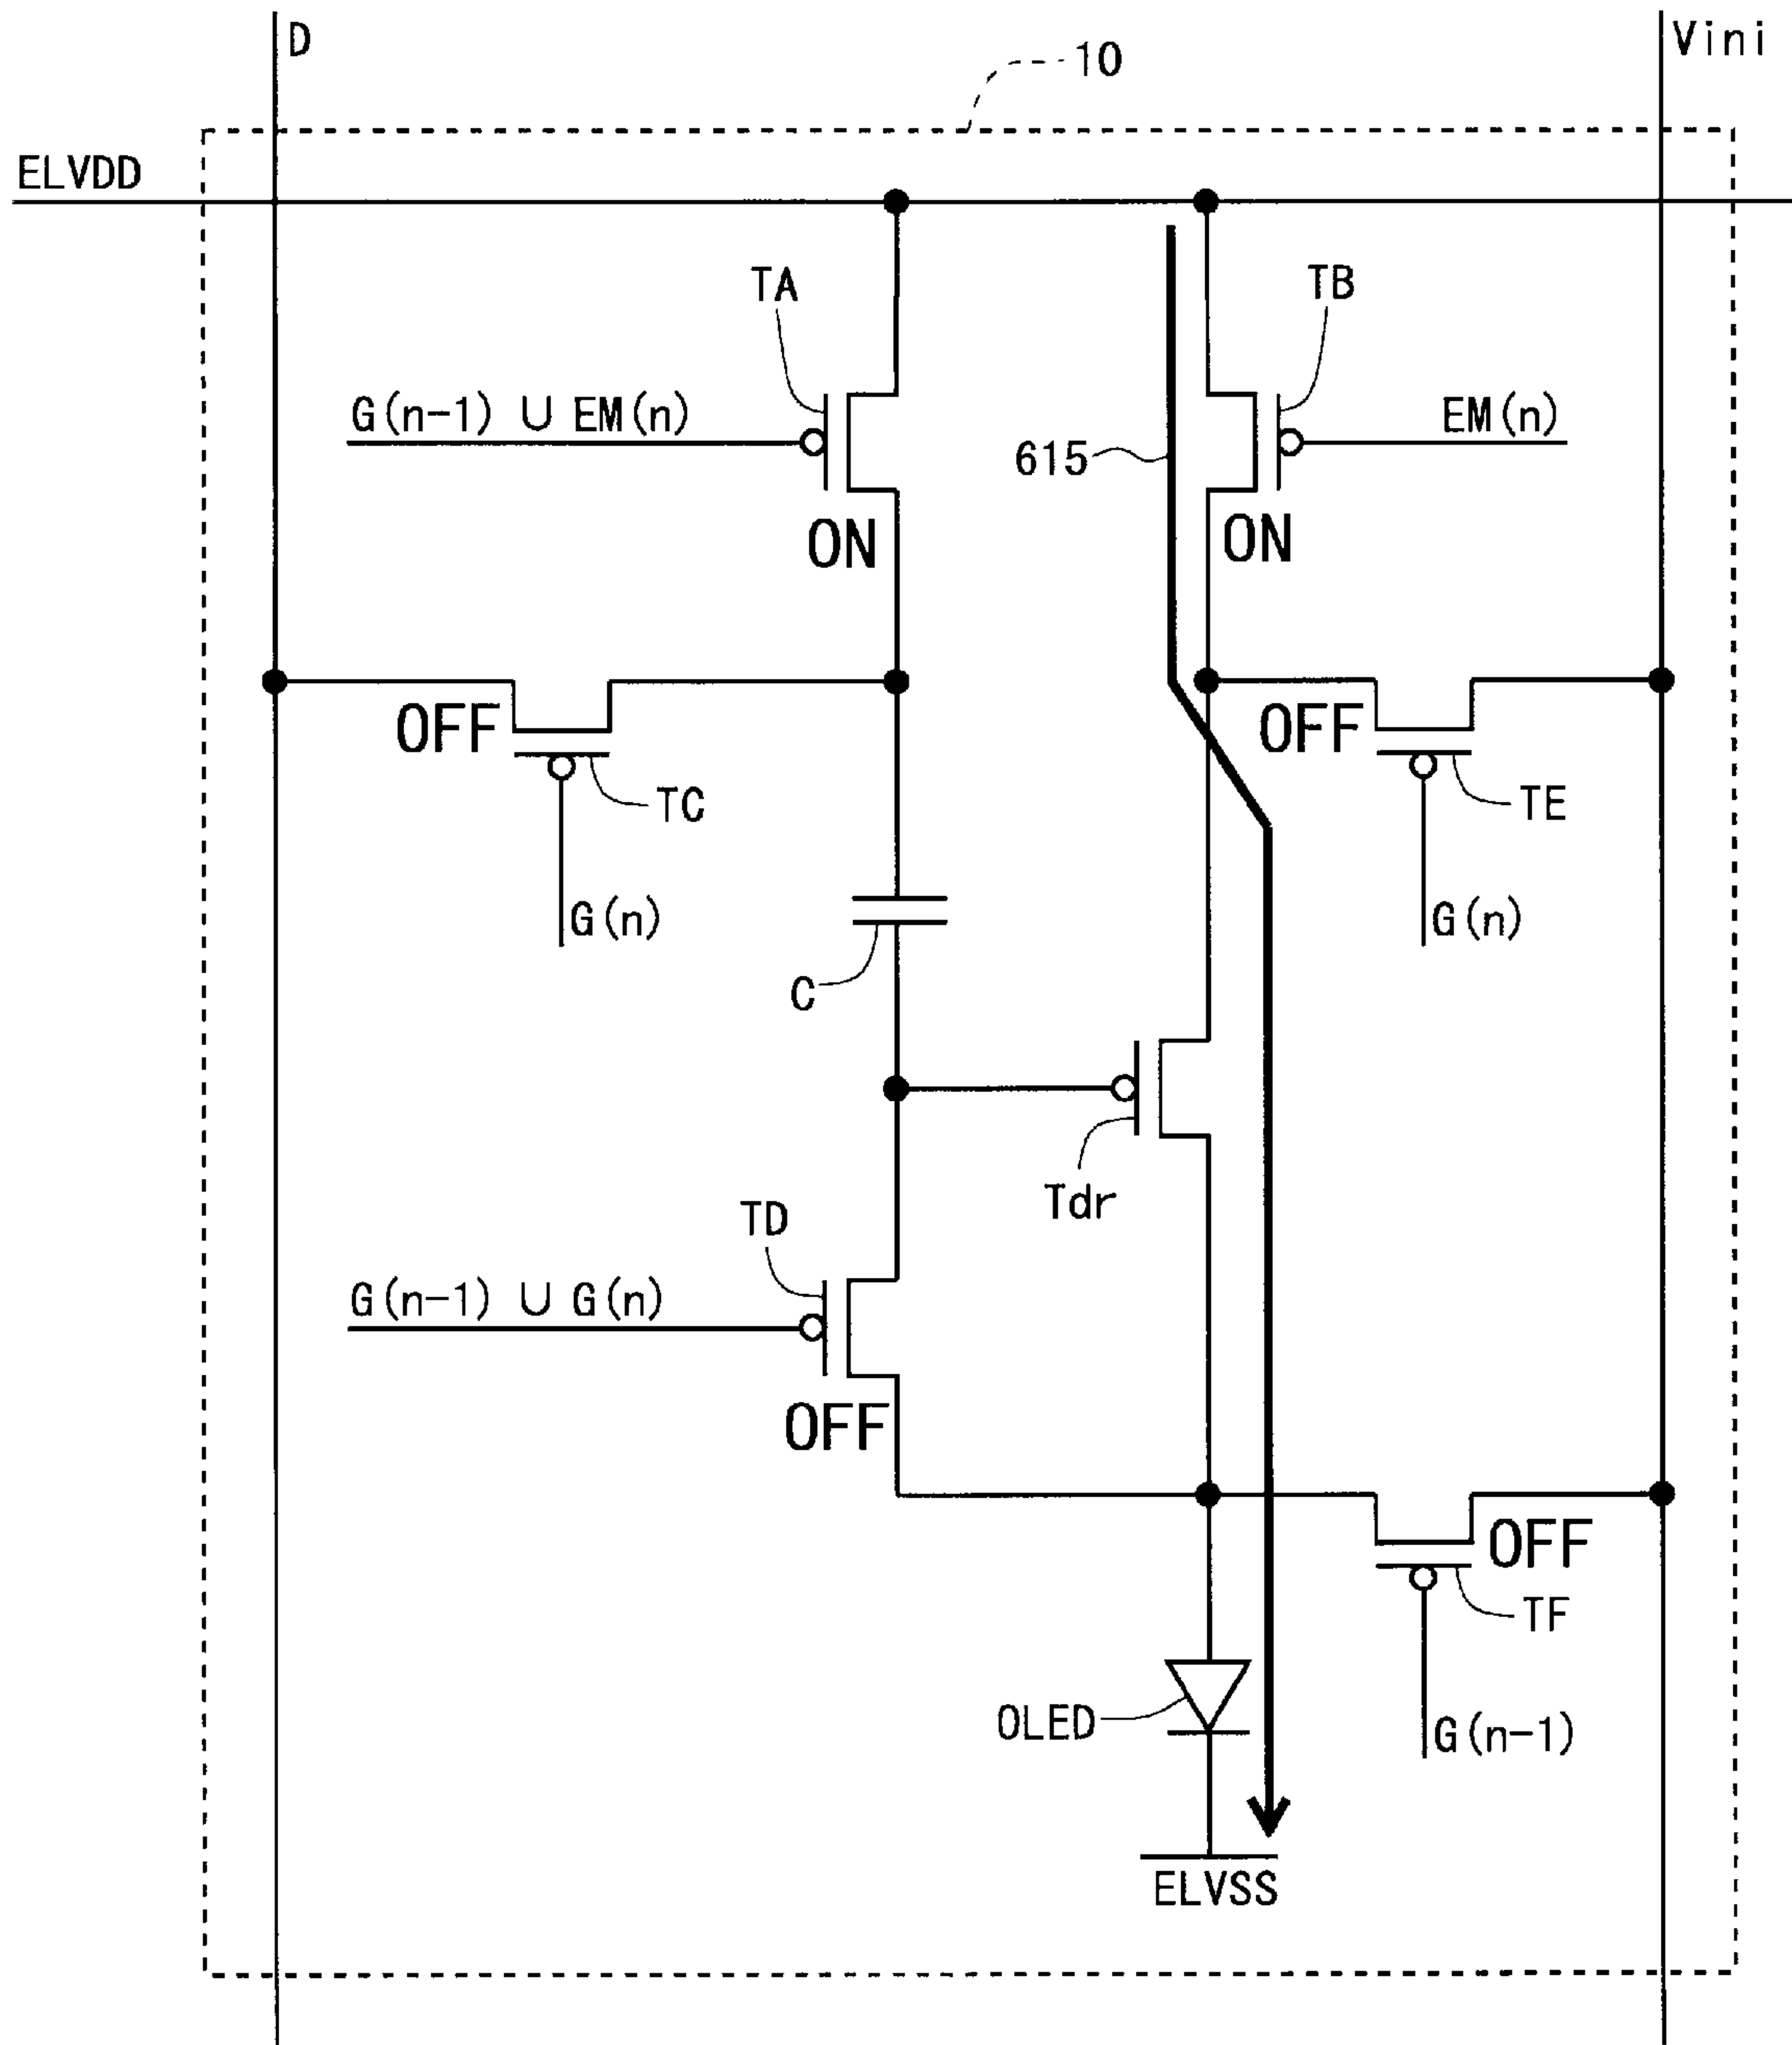 D
Vini
10
ELVDD
TA
TB
G(n-1) ∪ EM(n)
EM(n)
615
ON
ON
OFF
OFF
TC
TE
G(n)
G(n)
C
Tdr
TD
G(n-1) ∪ G(n)
OFF
OFF
TF
OLED
G(n-1)
ELVSS